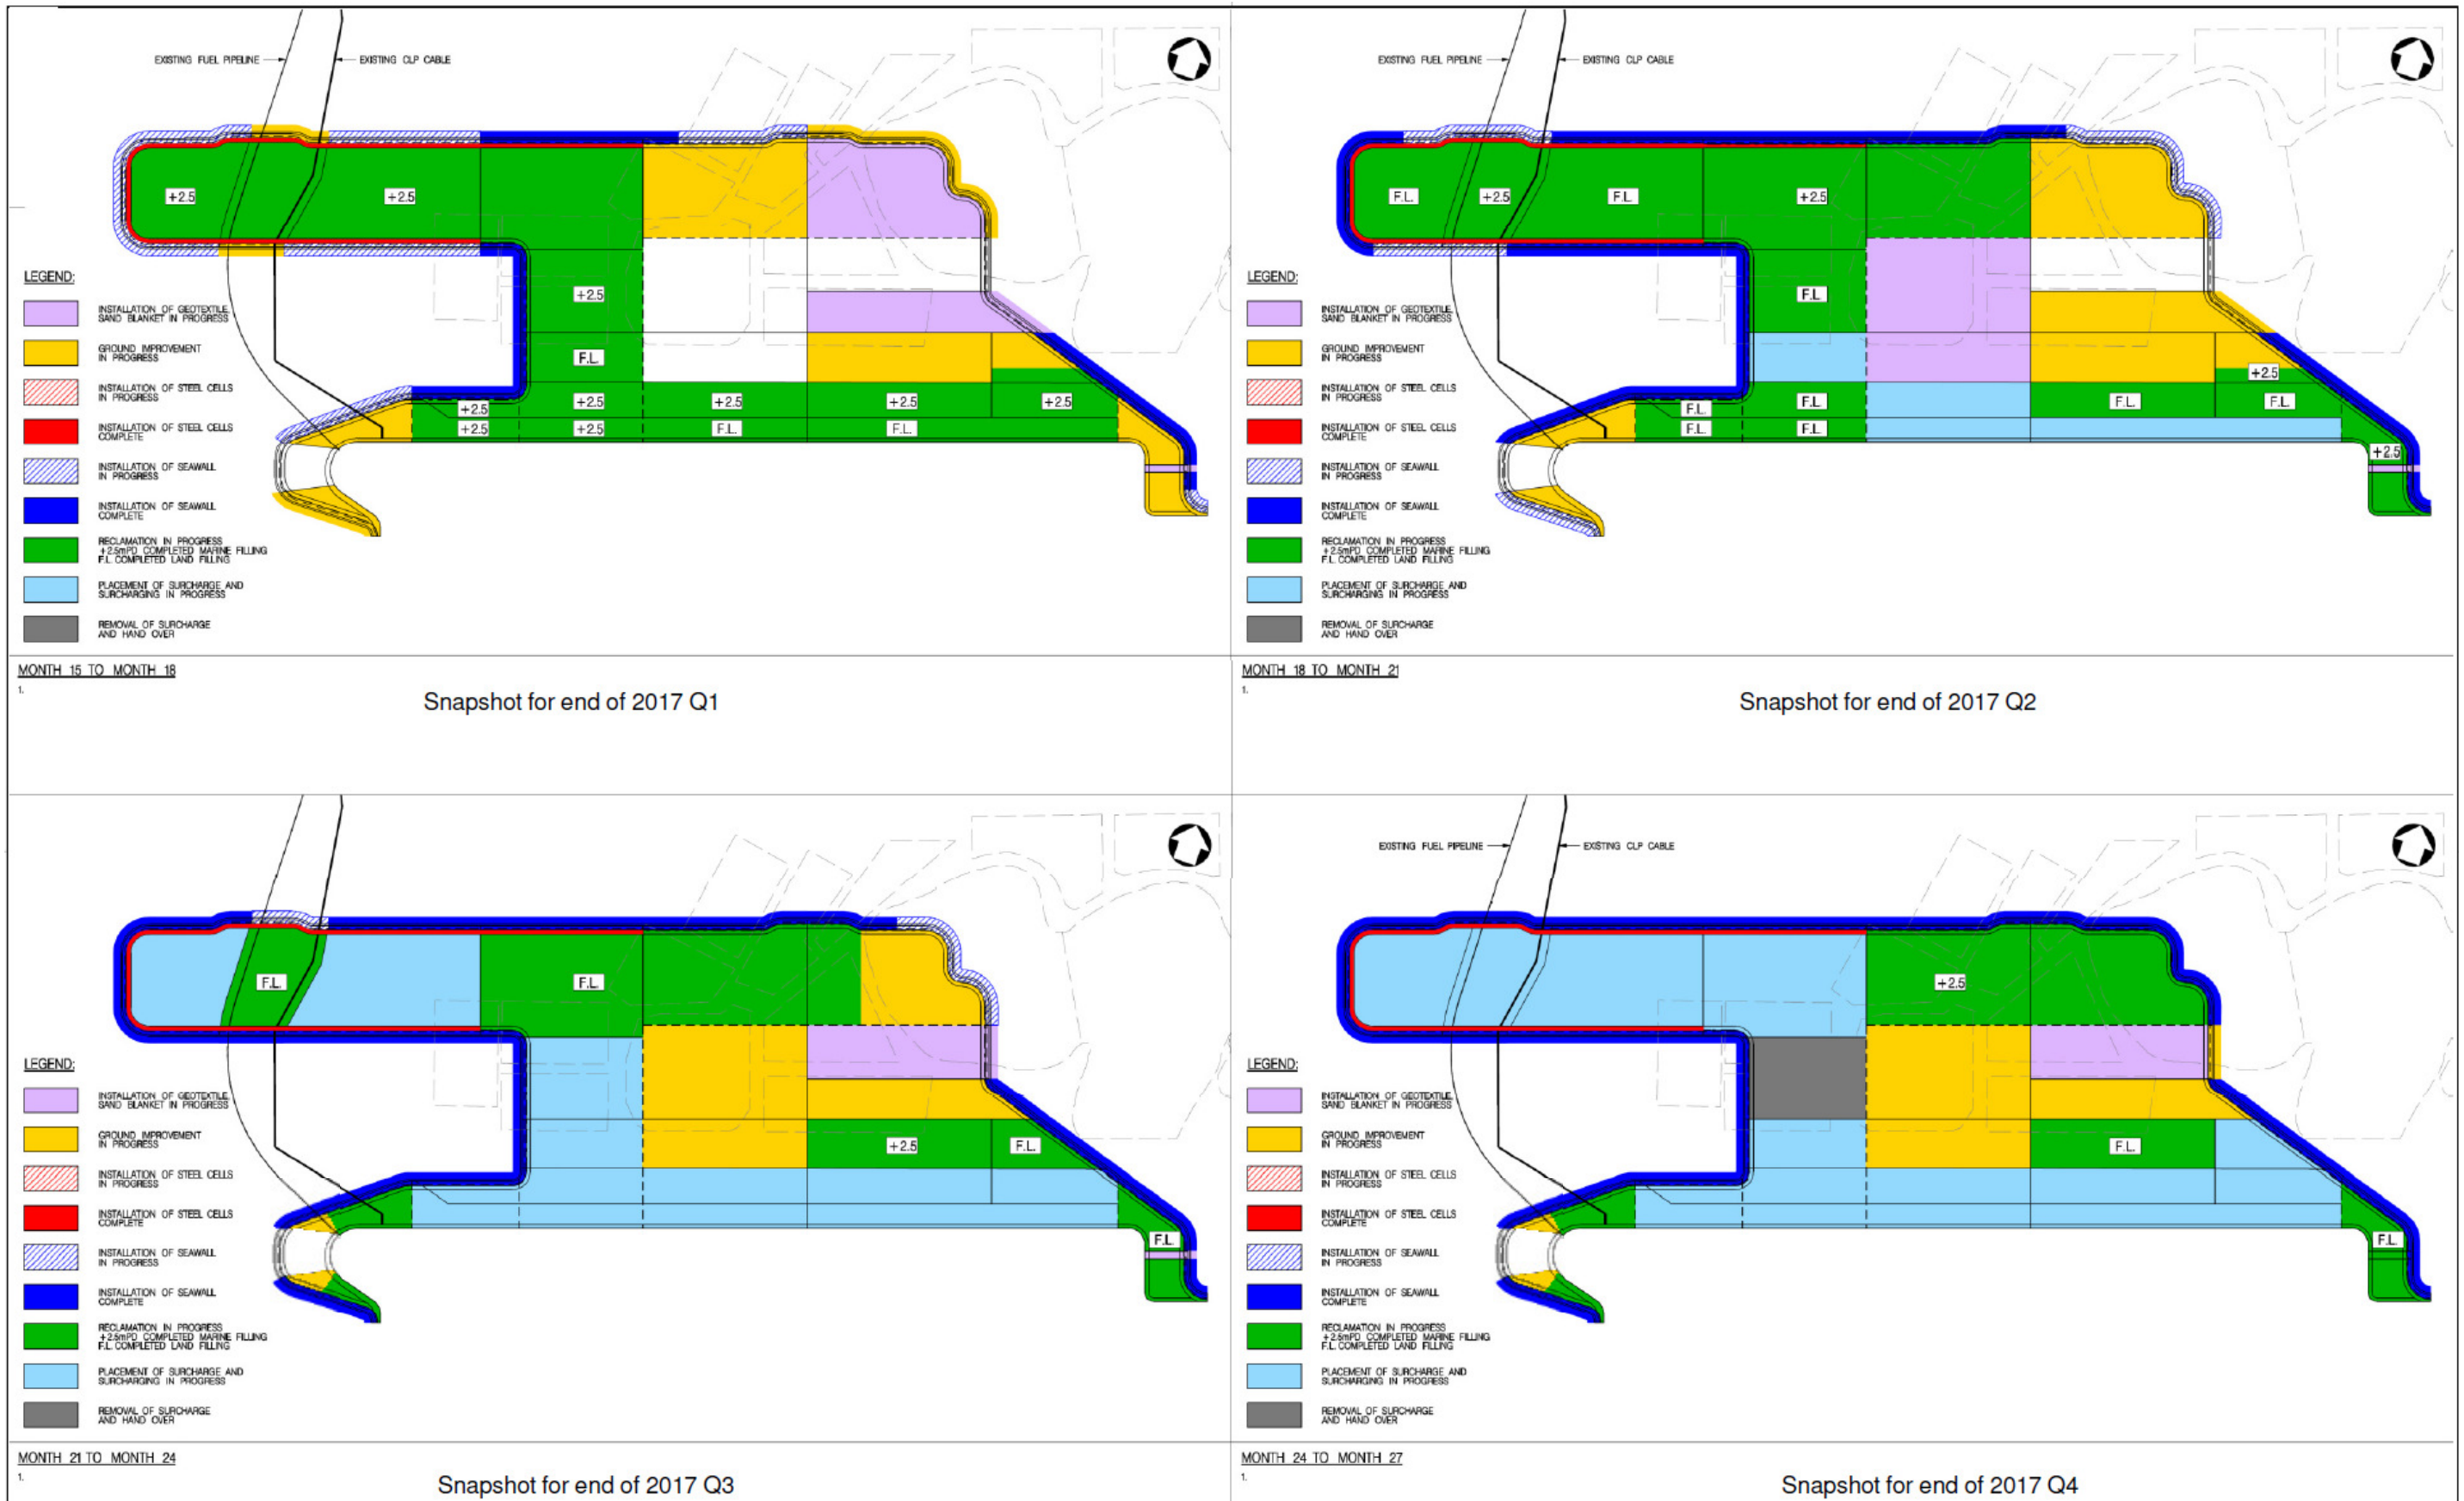 EXISTING FUEL PIPELINE
EXISTING CLP CABLE
+2.5
+2.5
+2.5
F.L.
+2.5
+2.5
+2.5
+2.5
+2.5
+2.5
+2.5
F.L.
F.L.
LEGEND:
INSTALLATION OF GEOTEXTILE,
SAND BLANKET IN PROGRESS
GROUND IMPROVEMENT
IN PROGRESS
INSTALLATION OF STEEL CELLS
IN PROGRESS
INSTALLATION OF STEEL CELLS
COMPLETE
INSTALLATION OF SEAWALL
IN PROGRESS
INSTALLATION OF SEAWALL
COMPLETE
RECLAMATION IN PROGRESS
+2.5mPD COMPLETED MARINE FILLING
F.L. COMPLETED LAND FILLING
PLACEMENT OF SURCHARGE AND
SURCHARGING IN PROGRESS
REMOVAL OF SURCHARGE
AND HAND OVER
MONTH 15 TO MONTH 18
1.
Snapshot for end of 2017 Q1
EXISTING FUEL PIPELINE
EXISTING CLP CABLE
F.L.
+2.5
F.L.
+2.5
F.L.
+2.5
F.L.
F.L.
F.L.
F.L.
F.L.
F.L.
+2.5
LEGEND:
INSTALLATION OF GEOTEXTILE,
SAND BLANKET IN PROGRESS
GROUND IMPROVEMENT
IN PROGRESS
INSTALLATION OF STEEL CELLS
IN PROGRESS
INSTALLATION OF STEEL CELLS
COMPLETE
INSTALLATION OF SEAWALL
IN PROGRESS
INSTALLATION OF SEAWALL
COMPLETE
RECLAMATION IN PROGRESS
+2.5mPD COMPLETED MARINE FILLING
F.L. COMPLETED LAND FILLING
PLACEMENT OF SURCHARGE AND
SURCHARGING IN PROGRESS
REMOVAL OF SURCHARGE
AND HAND OVER
MONTH 18 TO MONTH 21
1.
Snapshot for end of 2017 Q2
F.L.
F.L.
+2.5
F.L.
F.L.
LEGEND:
INSTALLATION OF GEOTEXTILE,
SAND BLANKET IN PROGRESS
GROUND IMPROVEMENT
IN PROGRESS
INSTALLATION OF STEEL CELLS
IN PROGRESS
INSTALLATION OF STEEL CELLS
COMPLETE
INSTALLATION OF SEAWALL
IN PROGRESS
INSTALLATION OF SEAWALL
COMPLETE
RECLAMATION IN PROGRESS
+2.5mPD COMPLETED MARINE FILLING
F.L. COMPLETED LAND FILLING
PLACEMENT OF SURCHARGE AND
SURCHARGING IN PROGRESS
REMOVAL OF SURCHARGE
AND HAND OVER
MONTH 21 TO MONTH 24
1.
Snapshot for end of 2017 Q3
EXISTING FUEL PIPELINE
EXISTING CLP CABLE
+2.5
F.L.
F.L.
LEGEND:
INSTALLATION OF GEOTEXTILE,
SAND BLANKET IN PROGRESS
GROUND IMPROVEMENT
IN PROGRESS
INSTALLATION OF STEEL CELLS
IN PROGRESS
INSTALLATION OF STEEL CELLS
COMPLETE
INSTALLATION OF SEAWALL
IN PROGRESS
INSTALLATION OF SEAWALL
COMPLETE
RECLAMATION IN PROGRESS
+2.5mPD COMPLETED MARINE FILLING
F.L. COMPLETED LAND FILLING
PLACEMENT OF SURCHARGE AND
SURCHARGING IN PROGRESS
REMOVAL OF SURCHARGE
AND HAND OVER
MONTH 24 TO MONTH 27
1.
Snapshot for end of 2017 Q4